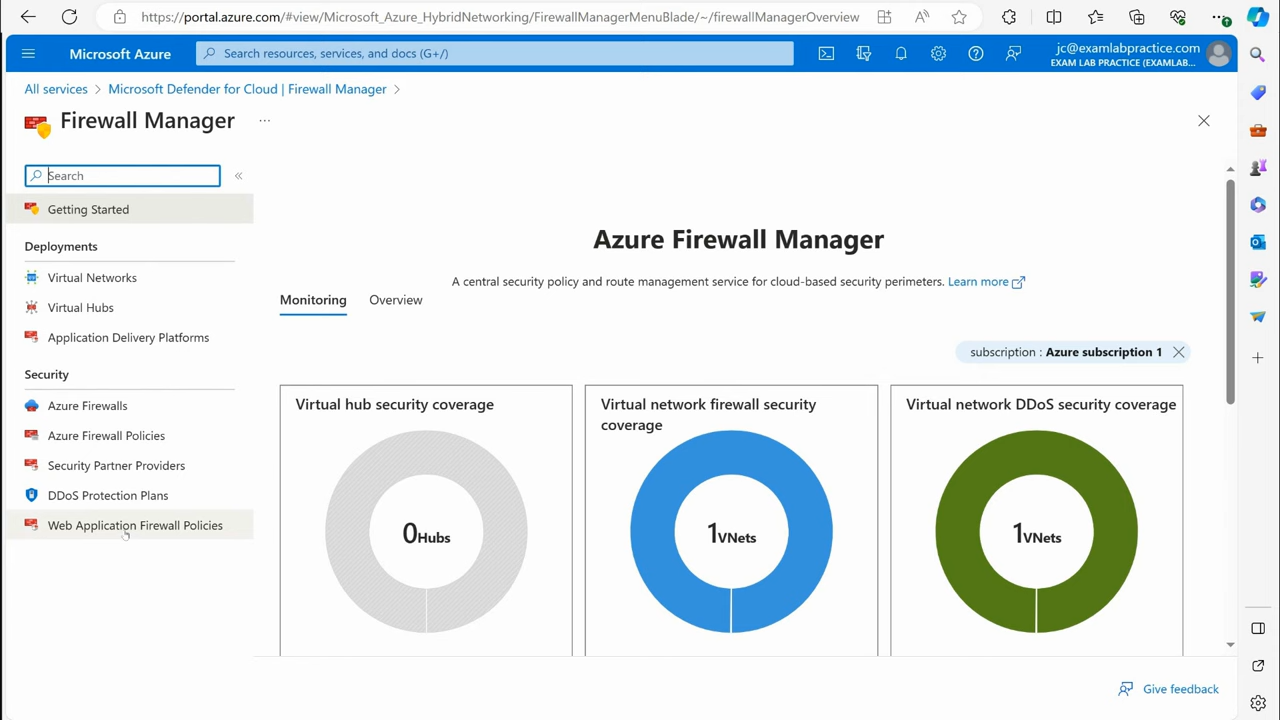 https://portal.azure.com/#view/Microsoft_Azure_HybridNetworking/FirewallManagerMenuBlade/~/firewallManagerOverview
Microsoft Azure
Search resources, services, and docs (G+/)
jc@examlabpractice.com
EXAM LAB PRACTICE (EXAMLAB...
All services > Microsoft Defender for Cloud | Firewall Manager >
Firewall Manager ...
Search
«
Getting Started
Deployments
Virtual Networks
Virtual Hubs
Application Delivery Platforms
Security
Azure Firewalls
Azure Firewall Policies
Security Partner Providers
DDoS Protection Plans
Web Application Firewall Policies
Azure Firewall Manager
A central security policy and route management service for cloud-based security perimeters. Learn more
Monitoring
Overview
subscription : Azure subscription 1
Virtual hub security coverage
0Hubs
Virtual network firewall security
coverage
1VNets
Virtual network DDoS security coverage
1VNets
Give feedback